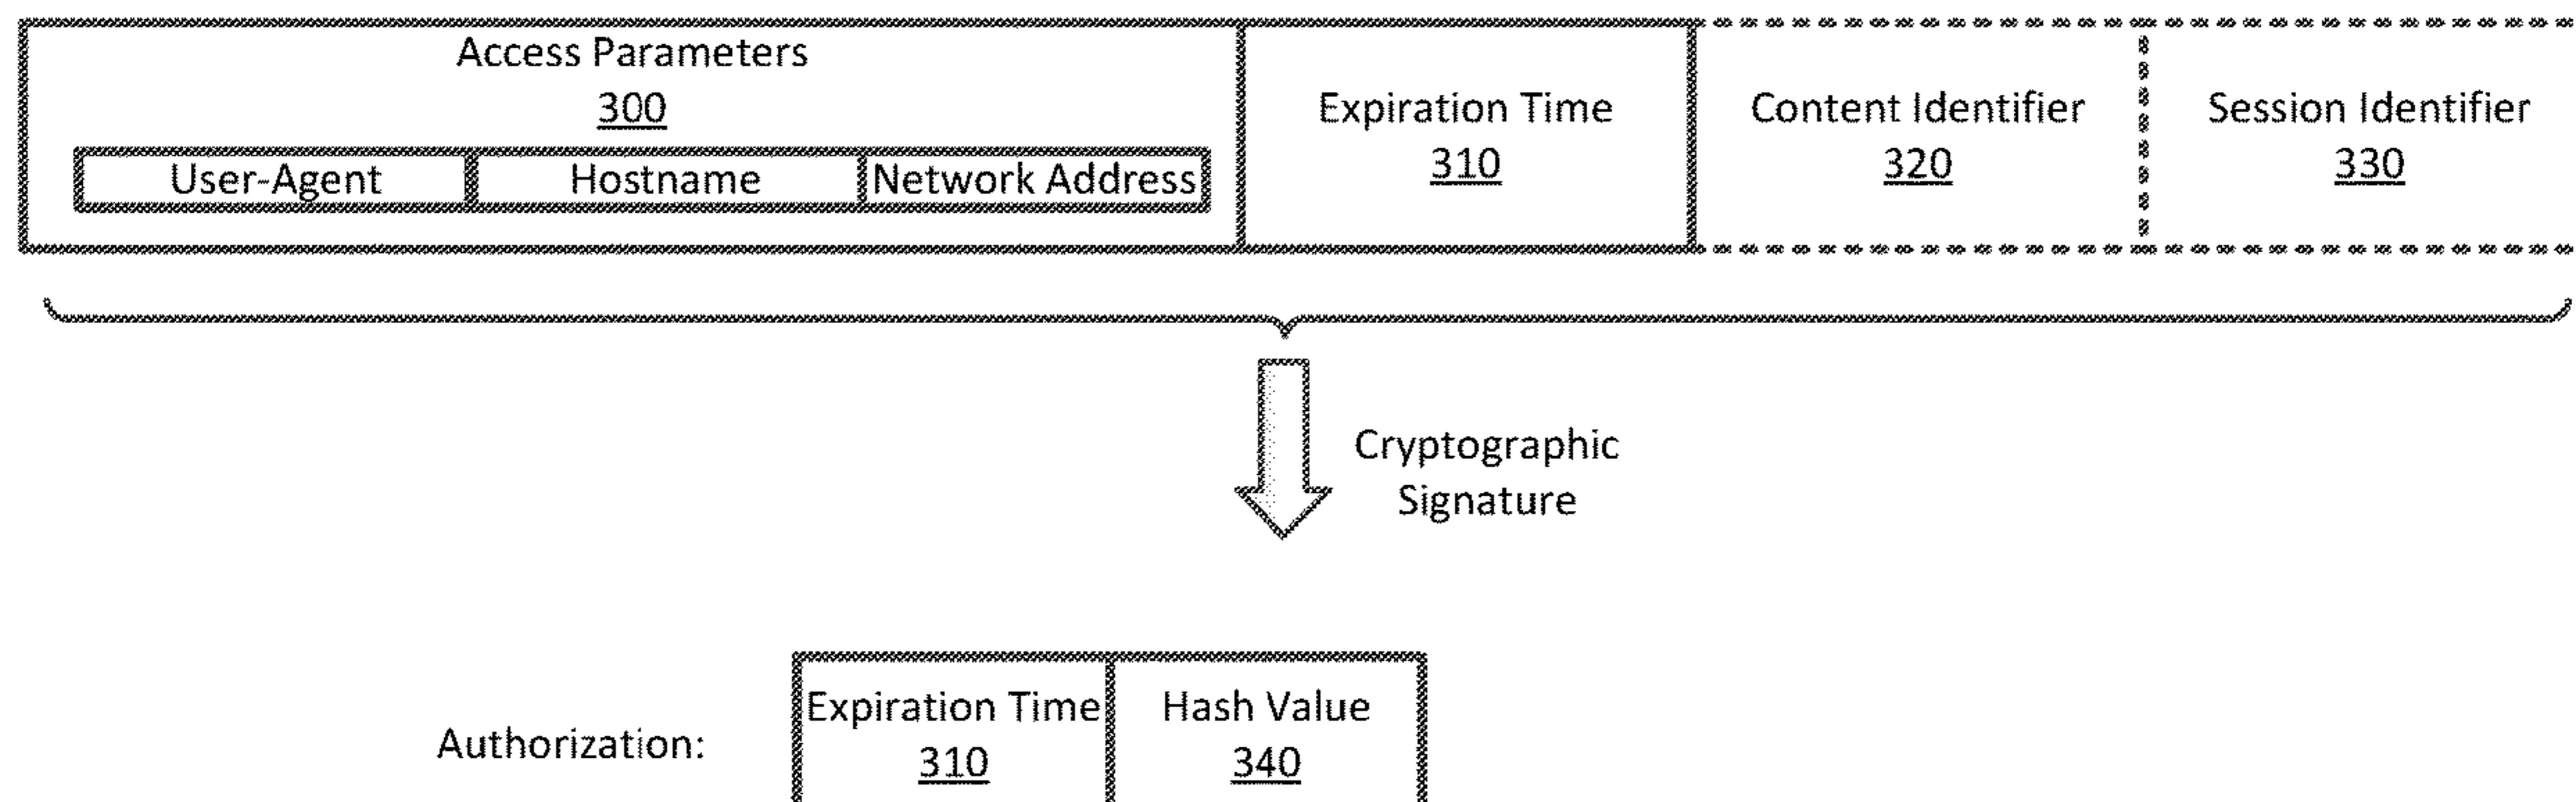 Access Parameters
300
User-Agent
Hostname
Network Address
Expiration Time
310
Content Identifier
320
Session Identifier
330
Cryptographic
Signature
Authorization:
Expiration Time
310
Hash Value
340